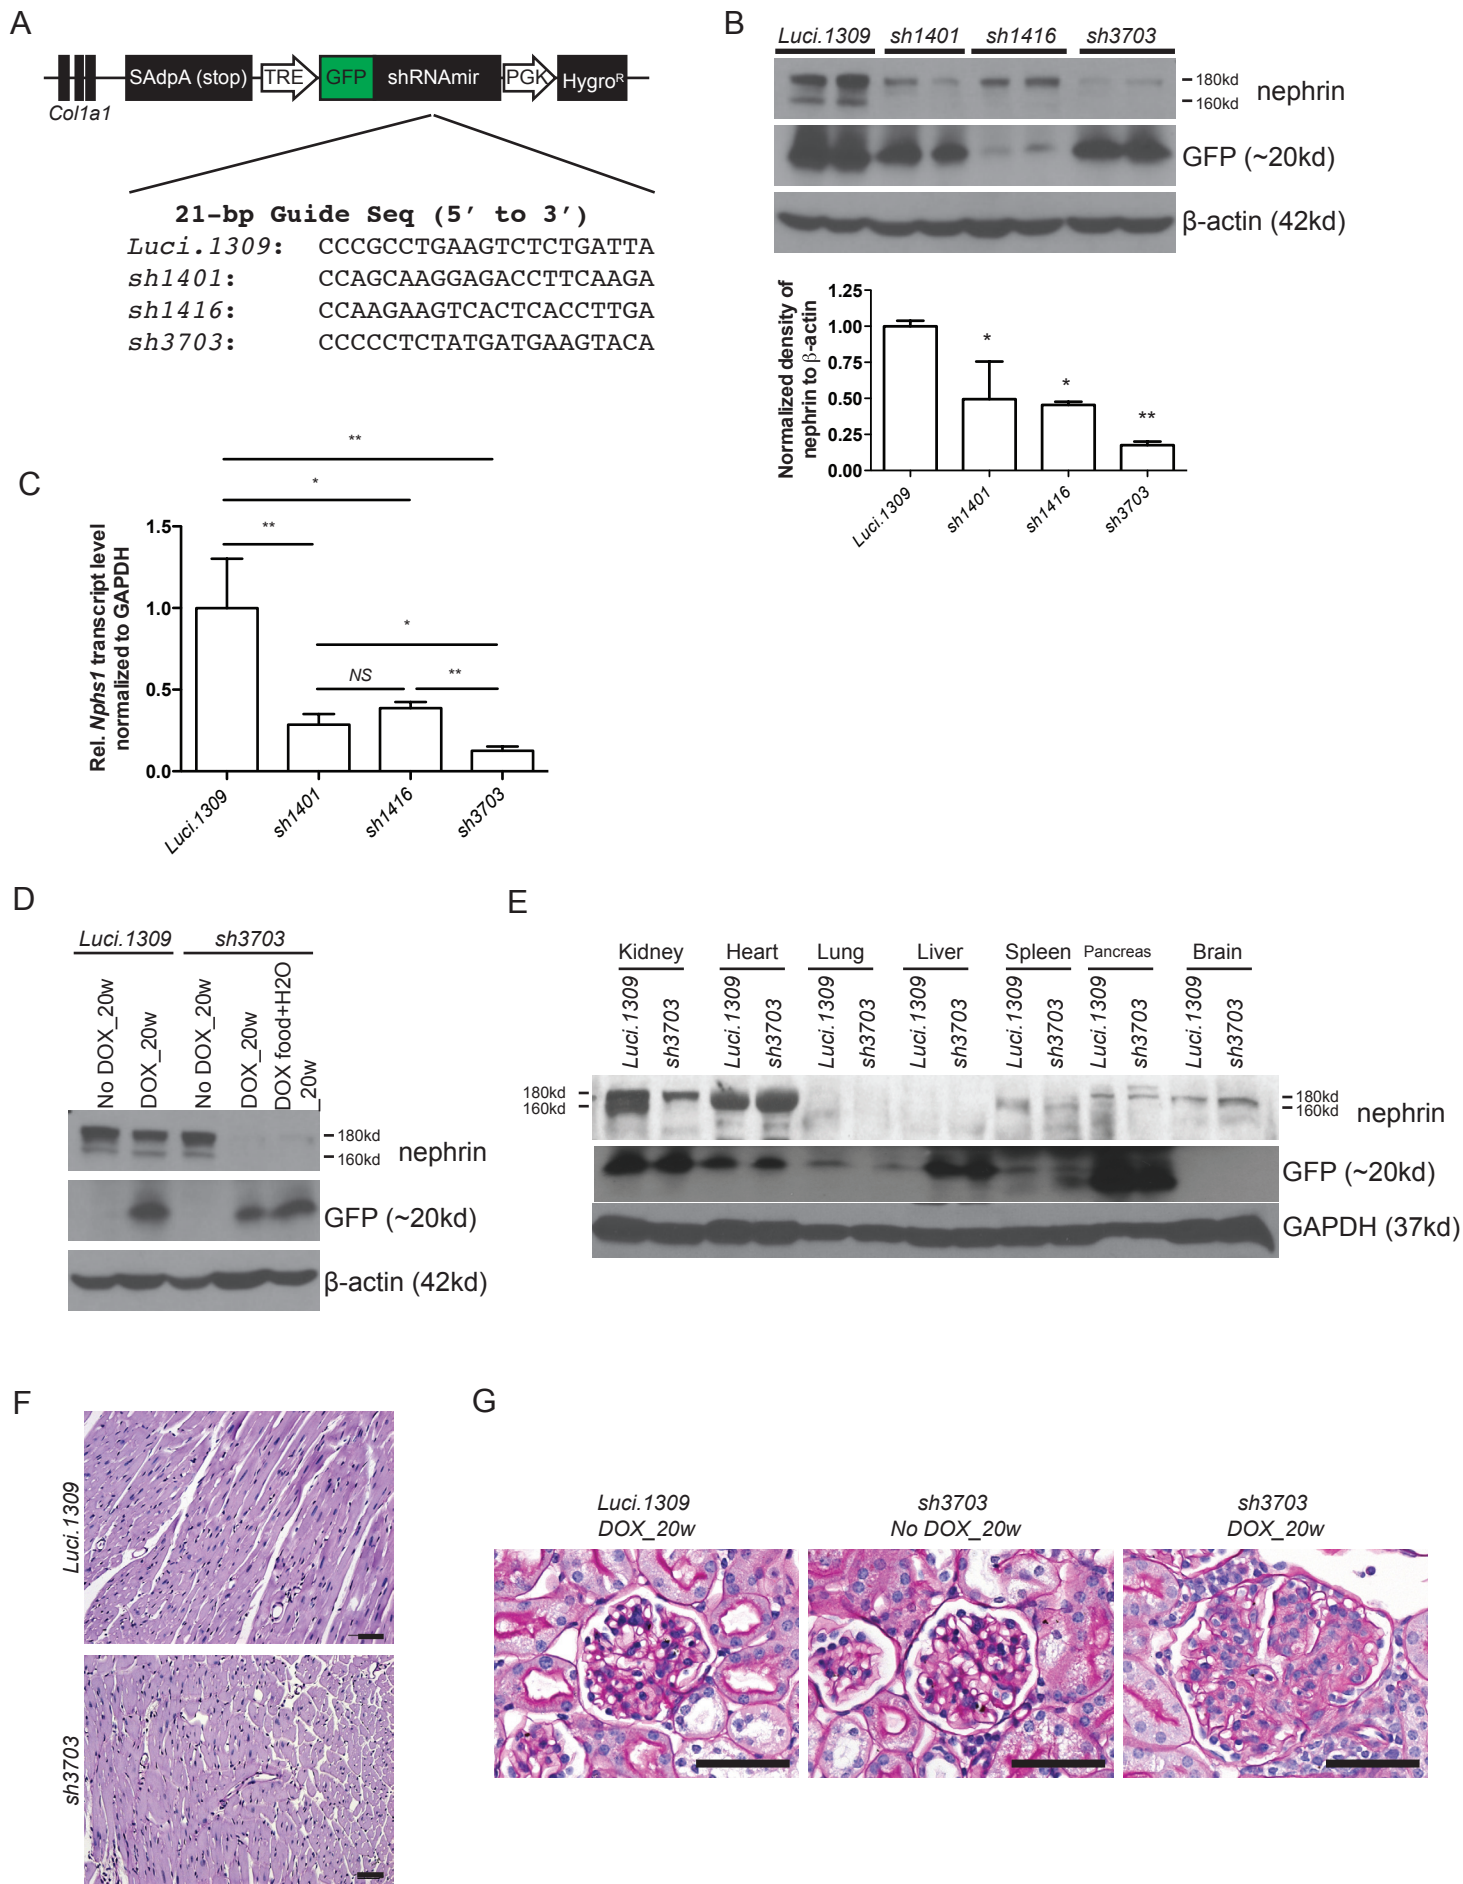 A
SAdpA (stop)
TRE
GFP
shRNAmir
PGK
Hygroᴿ
Col1a1
21-bp Guide Seq (5’ to 3’)
Luci.1309: CCCGCCTGAAGTCTCTGATTA
sh1401: CCAGCAAGGAGACCTTCAAGA
sh1416: CCAAGAAGTCACTCACCTTGA
sh3703: CCCCCTCTATGATGAAGTACA
B
Luci.1309 sh1401 sh1416 sh3703
180kd
160kd
nephrin
GFP (~20kd)
β-actin (42kd)
Normalized density of
nephrin to β-actin
1.25
1.00
0.75
0.50
0.25
0.00
*
*
**
Luci.1309
sh1401
sh1416
sh3703
C
**
*
**
*
NS
**
Rel. Nphs1 transcript level
normalized to GAPDH
1.5
1.0
0.5
0.0
Luci.1309
sh1401
sh1416
sh3703
D
Luci.1309 sh3703
No DOX_20w
DOX_20w
No DOX_20w
DOX_20w
DOX food+H2O
_20w
180kd
160kd
nephrin
GFP (~20kd)
β-actin (42kd)
E
Kidney Heart Lung Liver Spleen Pancreas Brain
Luci.1309
sh3703
Luci.1309
sh3703
Luci.1309
sh3703
Luci.1309
sh3703
Luci.1309
sh3703
Luci.1309
sh3703
Luci.1309
sh3703
180kd
160kd
180kd
160kd
nephrin
GFP (~20kd)
GAPDH (37kd)
F
Luci.1309
sh3703
G
Luci.1309
DOX_20w
sh3703
No DOX_20w
sh3703
DOX_20w